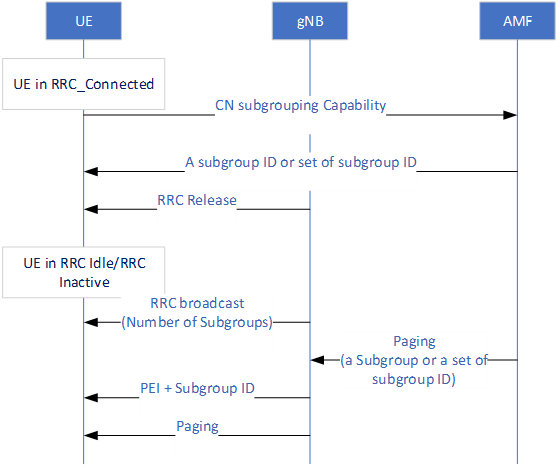 UE
gNB
AMF
UE in RRC_Connected
CN subgrouping Capability
A subgroup ID or set of subgroup ID
RRC Release
UE in RRC Idle/RRC
Inactive
RRC broadcast
(Number of Subgroups)
Paging
(a Subgroup or a set of
subgroup ID)
PEI + Subgroup ID
Paging